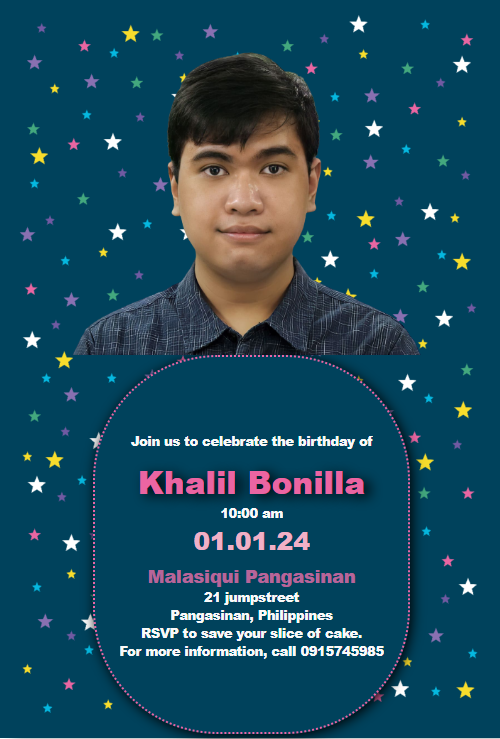 Join us to celebrate the birthday of
Khalil Bonilla
10:00 am
01.01.24
Malasiqui Pangasinan
21 jumpstreet
Pangasinan, Philippines
RSVP to save your slice of cake.
For more information, call 0915745985